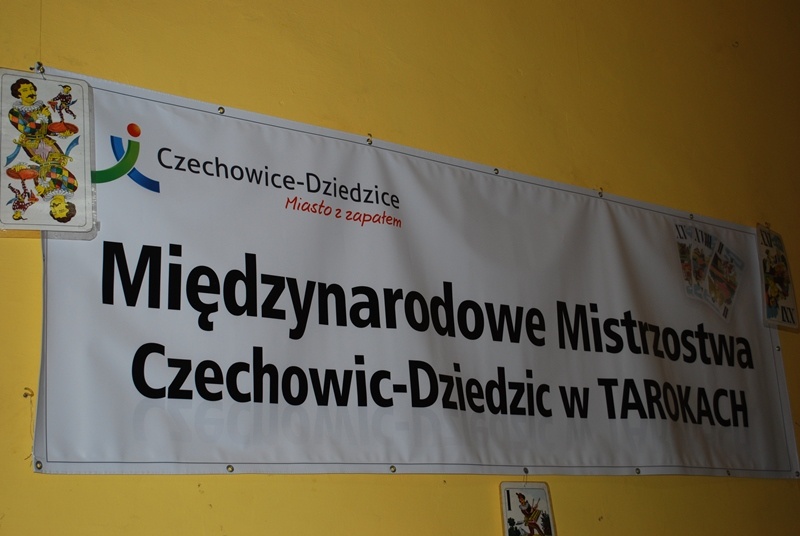 Czechowice-Dziedzice
Miasto z zapałem
Międzynarodowe Mistrzostwa
Czechowic-Dziedzic w TAROKACH
I